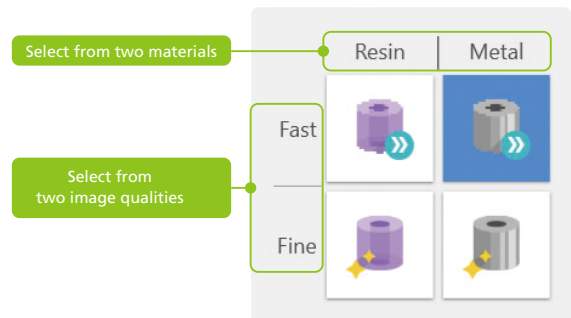 Select from two materials
Resin Metal
Fast
Select from
two image qualities
Fine